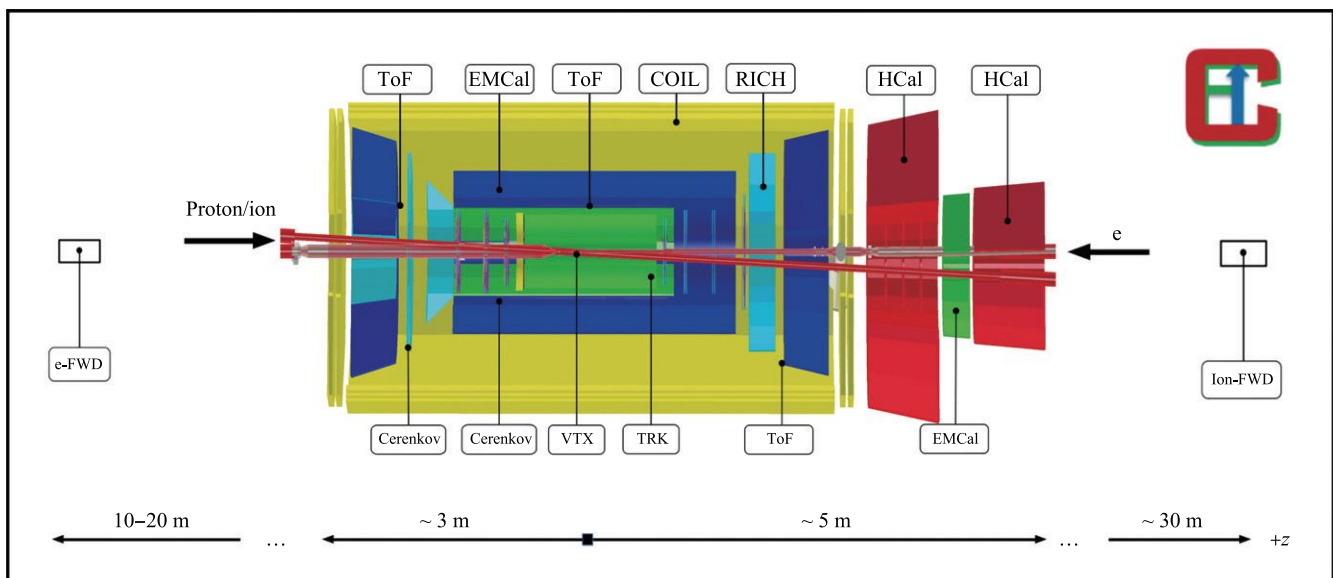 ToF
EMCal
ToF
COIL
RICH
HCal
HCal
Proton/ion
e
e-FWD
Ion-FWD
Cerenkov
Cerenkov
VTX
TRK
ToF
EMCal
10–20 m
...
~ 3 m
~ 5 m
...
~ 30 m
+z